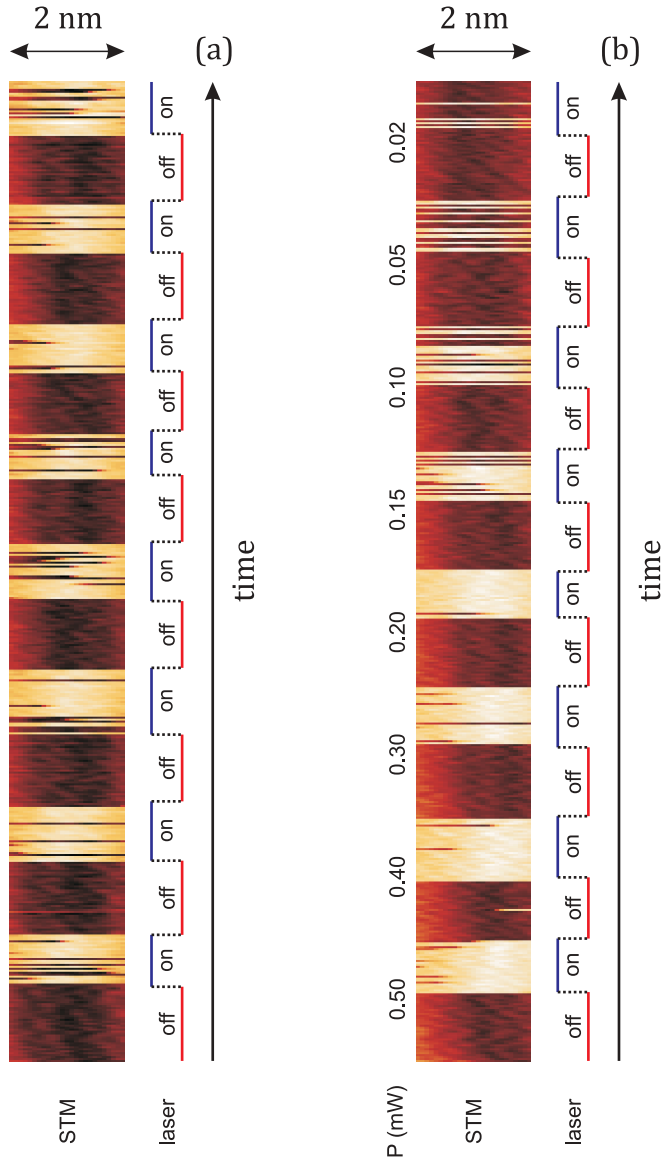 2 nm
(a)
on
off
on
off
on
off
on
off
on
off
on
off
on
off
on
off
time
STM
laser
2 nm
(b)
0.02
on
off
0.05
on
off
0.10
on
off
0.15
on
off
0.20
on
off
0.30
on
off
0.40
on
off
0.50
on
off
time
P (mW)
STM
laser